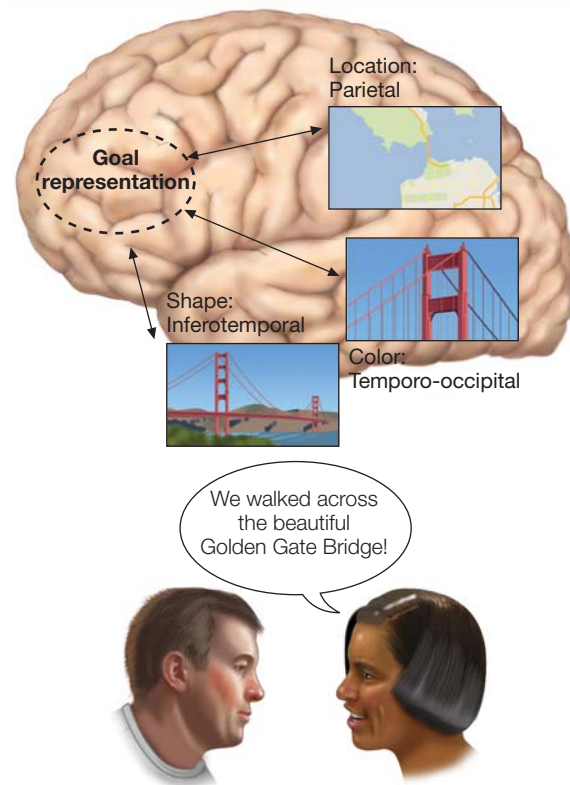 Location:
Parietal
Goal
representation
Shape:
Inferotemporal
Color:
Temporo-occipital
We walked across
the beautiful
Golden Gate Bridge!